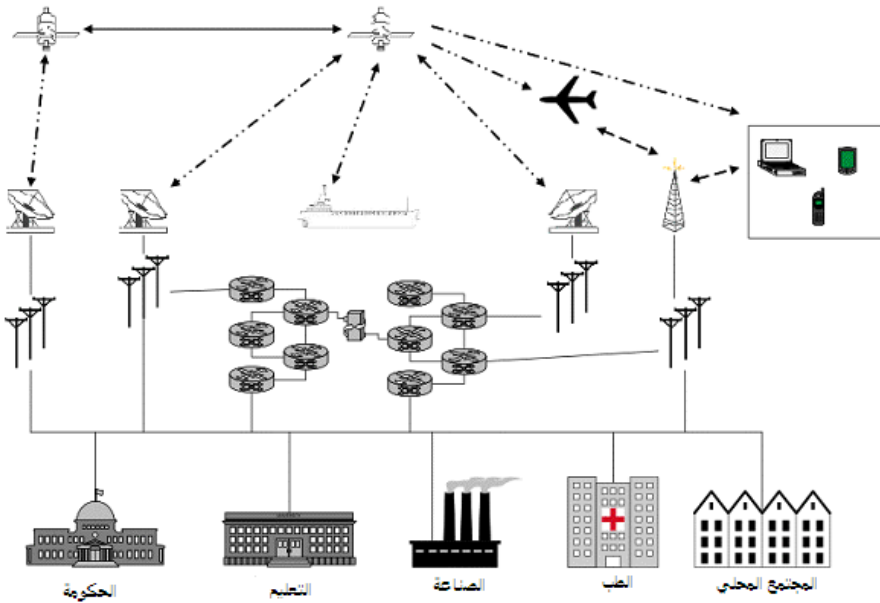 الحكومة
التعليم
الصناعة
الطب
المجتمع المحلي